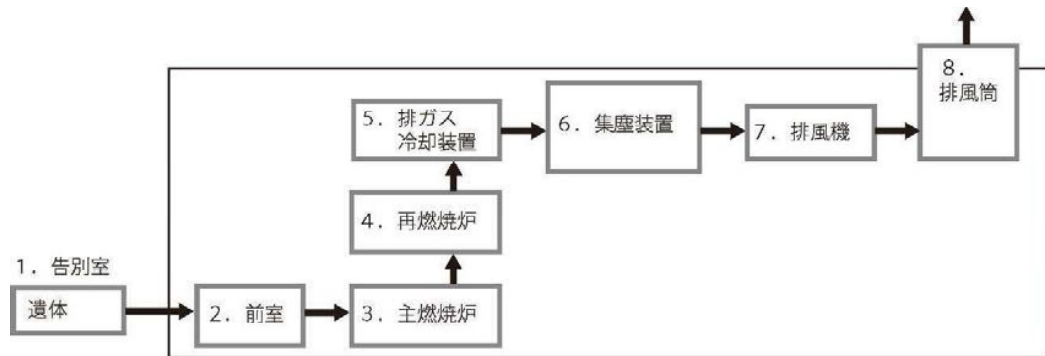 1. 告別室
遺体
2. 前室
3. 主燃焼炉
4. 再燃焼炉
5. 排ガス
冷却装置
6. 集塵装置
7. 排風機
8.
排風筒